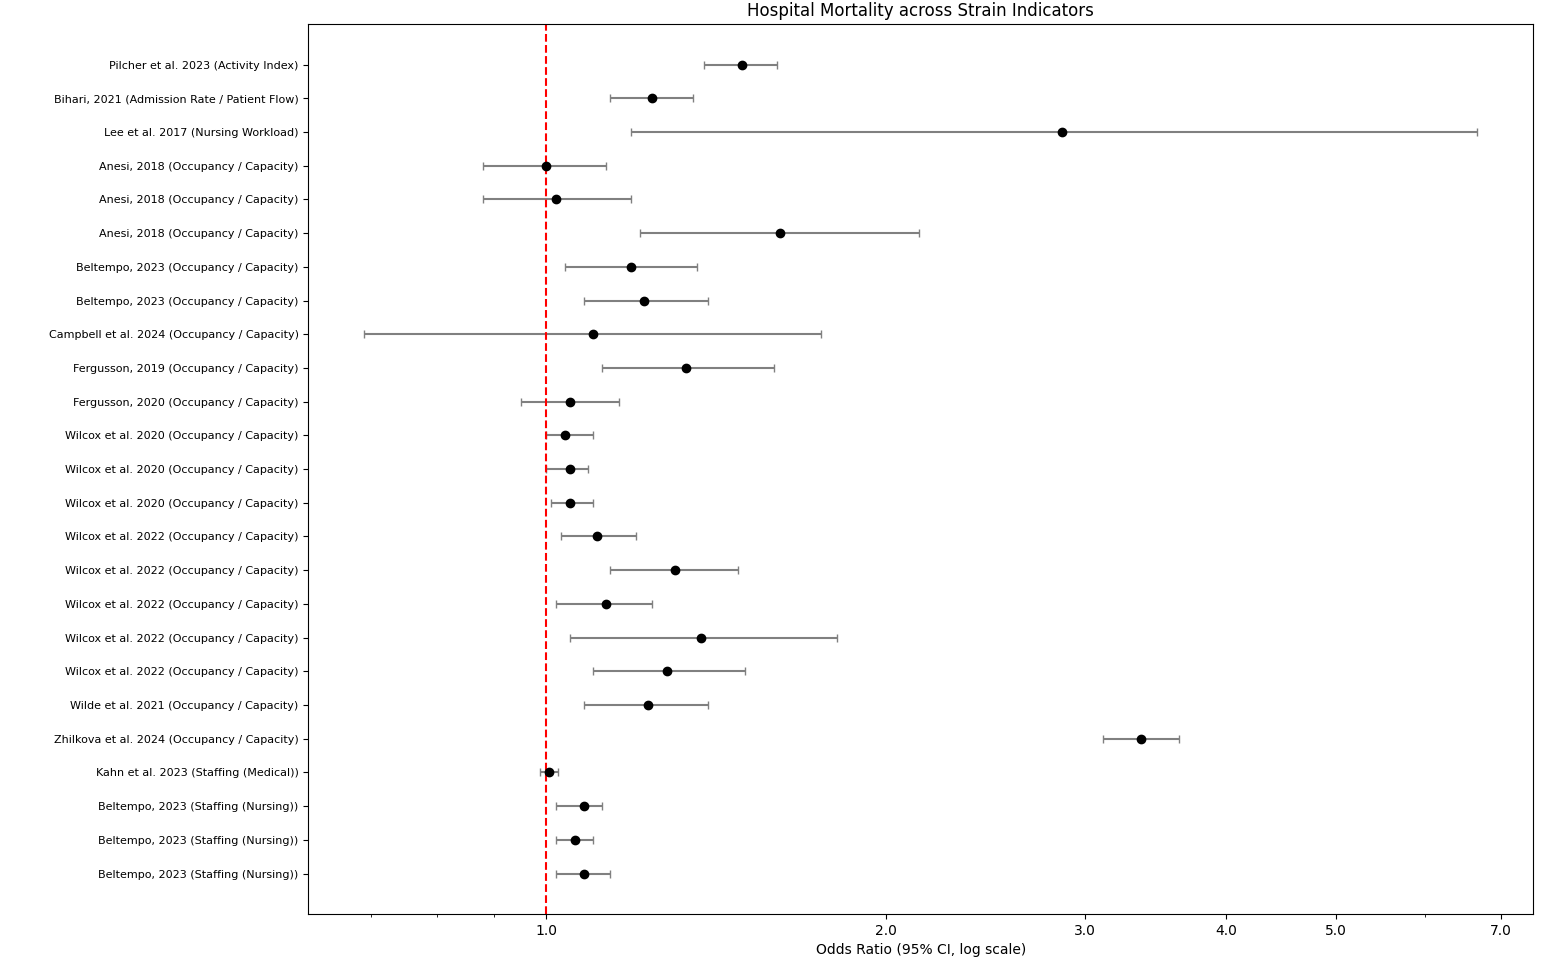 Hospital Mortality across Strain Indicators
Pilcher et al. 2023 (Activity Index)
Bihari, 2021 (Admission Rate / Patient Flow)
Lee et al. 2017 (Nursing Workload)
Anesi, 2018 (Occupancy / Capacity)
Anesi, 2018 (Occupancy / Capacity)
Anesi, 2018 (Occupancy / Capacity)
Beltempo, 2023 (Occupancy / Capacity)
Beltempo, 2023 (Occupancy / Capacity)
Campbell et al. 2024 (Occupancy / Capacity)
Fergusson, 2019 (Occupancy / Capacity)
Fergusson, 2020 (Occupancy / Capacity)
Wilcox et al. 2020 (Occupancy / Capacity)
Wilcox et al. 2020 (Occupancy / Capacity)
Wilcox et al. 2020 (Occupancy / Capacity)
Wilcox et al. 2022 (Occupancy / Capacity)
Wilcox et al. 2022 (Occupancy / Capacity)
Wilcox et al. 2022 (Occupancy / Capacity)
Wilcox et al. 2022 (Occupancy / Capacity)
Wilcox et al. 2022 (Occupancy / Capacity)
Wilde et al. 2021 (Occupancy / Capacity)
Zhilkova et al. 2024 (Occupancy / Capacity)
Kahn et al. 2023 (Staffing (Medical))
Beltempo, 2023 (Staffing (Nursing))
Beltempo, 2023 (Staffing (Nursing))
Beltempo, 2023 (Staffing (Nursing))
1.0 2.0 3.0 4.0 5.0 7.0
Odds Ratio (95% CI, log scale)